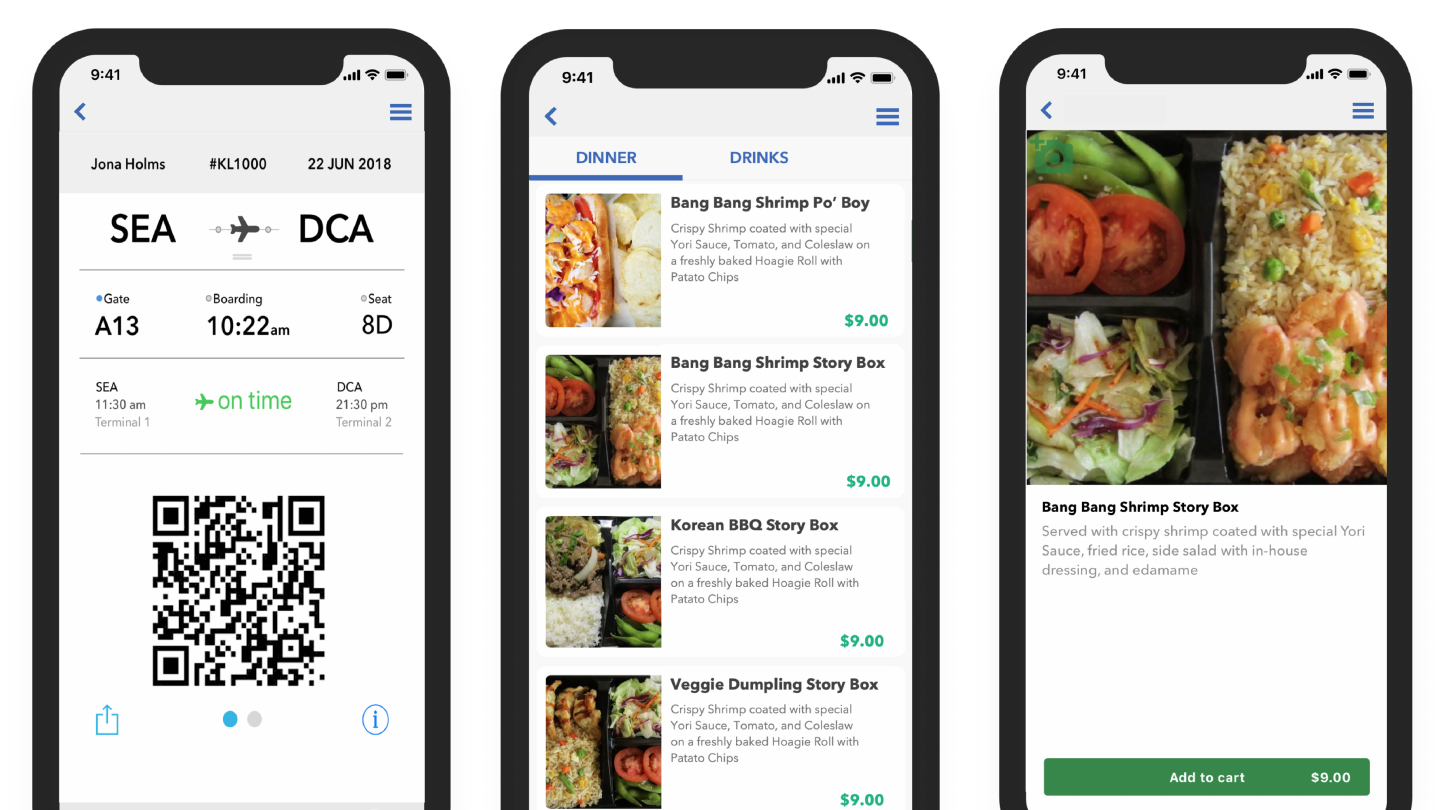 9:41
Jona Holms #KL1000 22 JUN 2018
SEA DCA
Gate Boarding Seat
A13 10:22am 8D
SEA DCA
11:30 am on time 21:30 pm
Terminal 1 Terminal 2
i
9:41
DINNER DRINKS
Bang Bang Shrimp Po’ Boy
Crispy Shrimp coated with special
Yori Sauce, Tomato, and Coleslaw on
a freshly baked Hoagie Roll with
Patato Chips
$9.00
Bang Bang Shrimp Story Box
Crispy Shrimp coated with special
Yori Sauce, Tomato, and Coleslaw on
a freshly baked Hoagie Roll with
Patato Chips
$9.00
Korean BBQ Story Box
Crispy Shrimp coated with special
Yori Sauce, Tomato, and Coleslaw
on a freshly baked Hoagie Roll with
Patato Chips
$9.00
Veggie Dumpling Story Box
Crispy Shrimp coated with special
Yori Sauce, Tomato, and Coleslaw
on a freshly baked Hoagie Roll with
Patato Chips
$9.00
9:41
Bang Bang Shrimp Story Box
Served with crispy shrimp coated with special Yori
Sauce, fried rice, side salad with in-house
dressing, and edamame
Add to cart $9.00